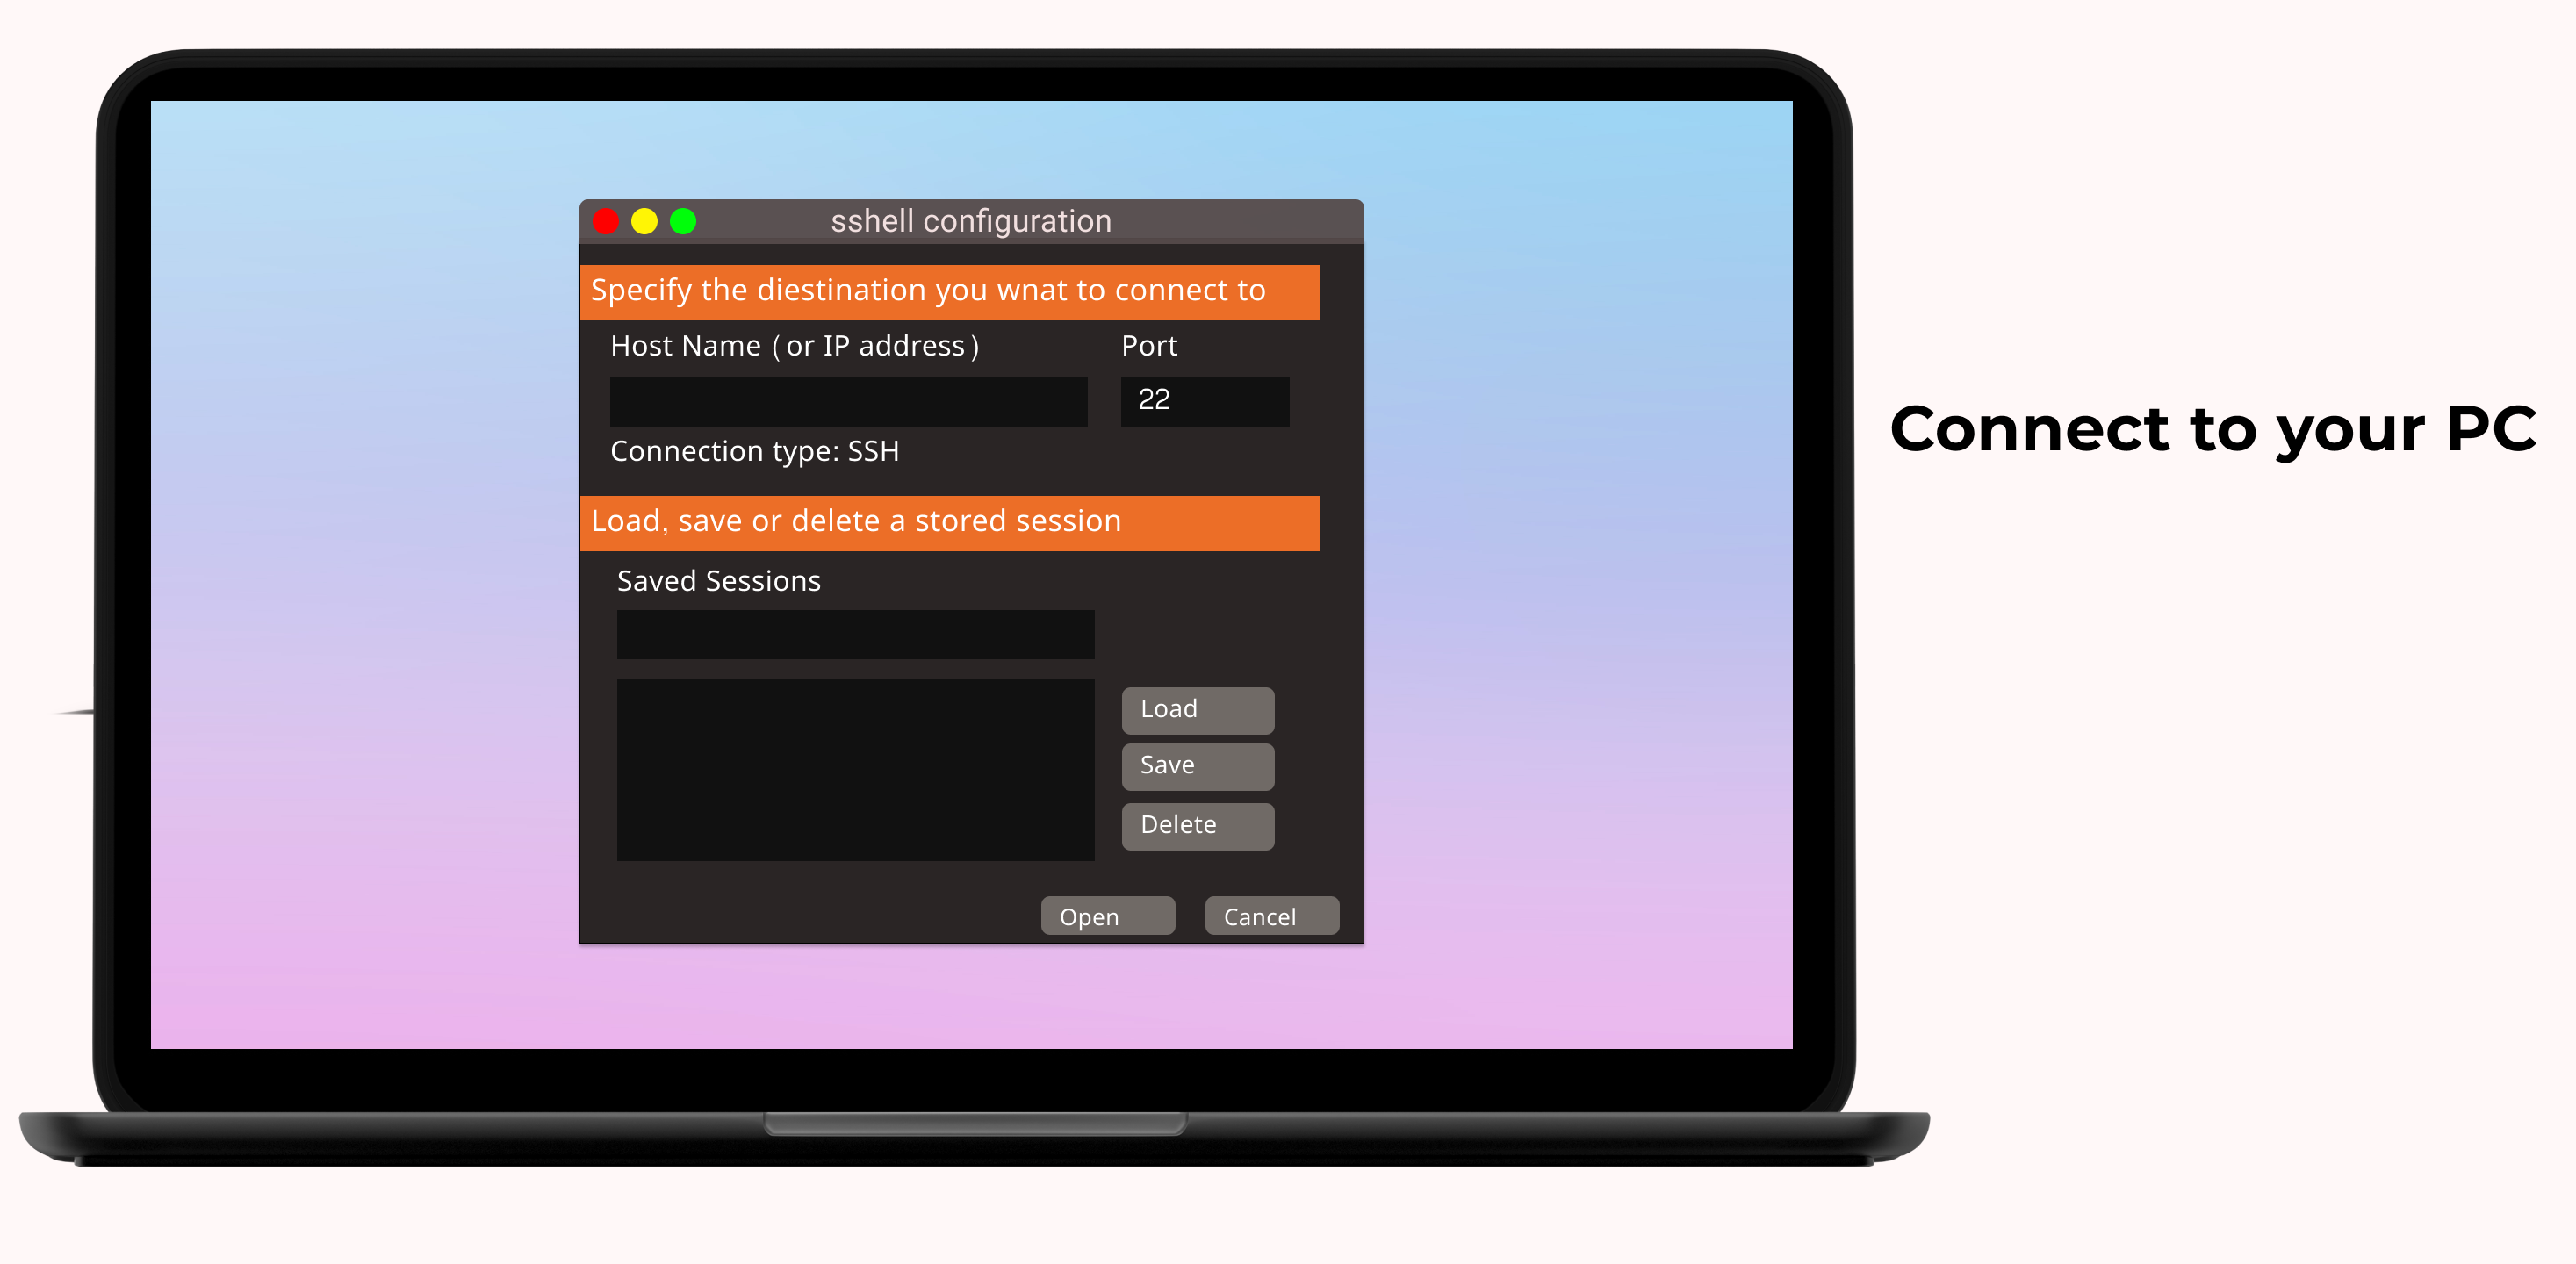 sshell configuration
Specify the diestination you wnat to connect to
Host Name (or IP address)
Port
22
Connection type: SSH
Load, save or delete a stored session
Saved Sessions
Load
Save
Delete
Open
Cancel
Connect to your PC